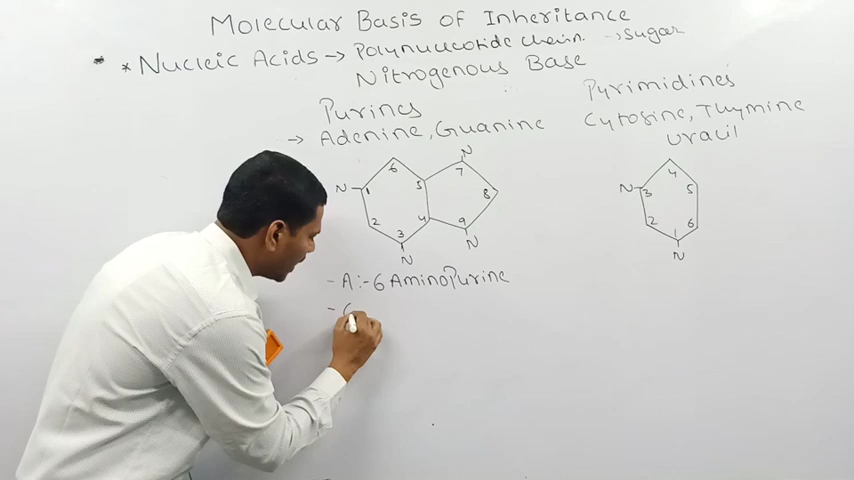 Molecular Basis of Inheritance
* Nucleic Acids → Polynucleotide chain. → Sugar
Nitrogenous Base
Purines
→ Adenine, Guanine
Pyrimidines
Cytosine, Thymine
Uracil
N 1 2 3 N 4 5 6 7 N 8 9 N
N 3 4 5 2 1 6 N
- A :- 6 AminoPurine
- G